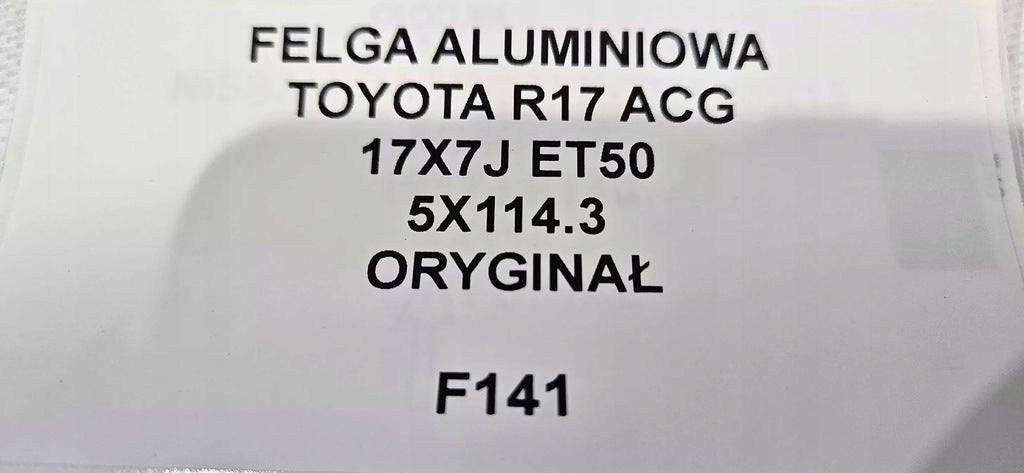 FELGA ALUMINIOWA
TOYOTA R17 ACG
17X7J ET50
5X114.3
ORYGINAŁ
F141